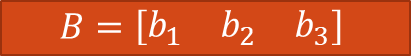 B = [b₁ b₂ b₃]